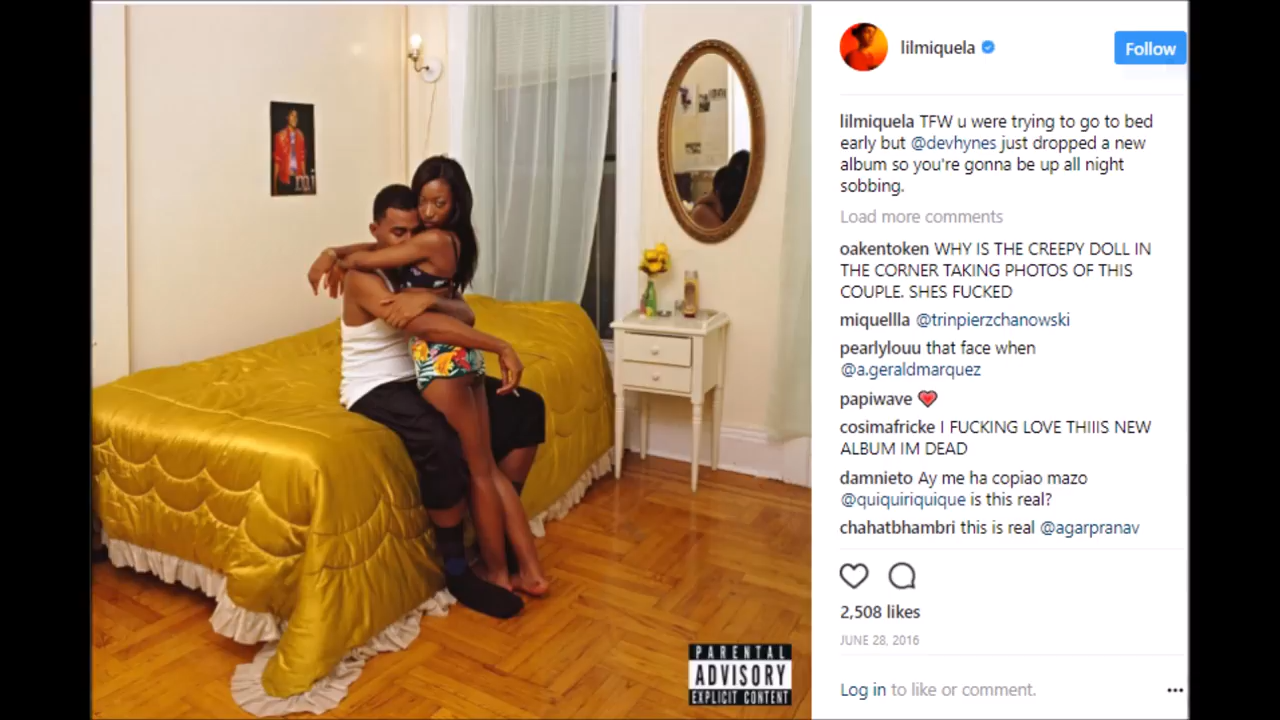 lilmiquela
Follow
lilmiquela TFW u were trying to go to bed
early but @devhynes just dropped a new
album so you're gonna be up all night
sobbing.
Load more comments
oakentoken WHY IS THE CREEPY DOLL IN
THE CORNER TAKING PHOTOS OF THIS
COUPLE. SHES FUCKED
miquellla @trinpierzchanowski
pearlylouu that face when
@a.geraldmarquez
papiwave ❤️
cosimafricke I FUCKING LOVE THIIIS NEW
ALBUM IM DEAD
damnieto Ay me ha copiao mazo
@quiquiriquique is this real?
chahatbhambri this is real @agarpranav
2,508 likes
JUNE 28, 2016
Log in to like or comment.
PARENTAL
ADVISORY
EXPLICIT CONTENT